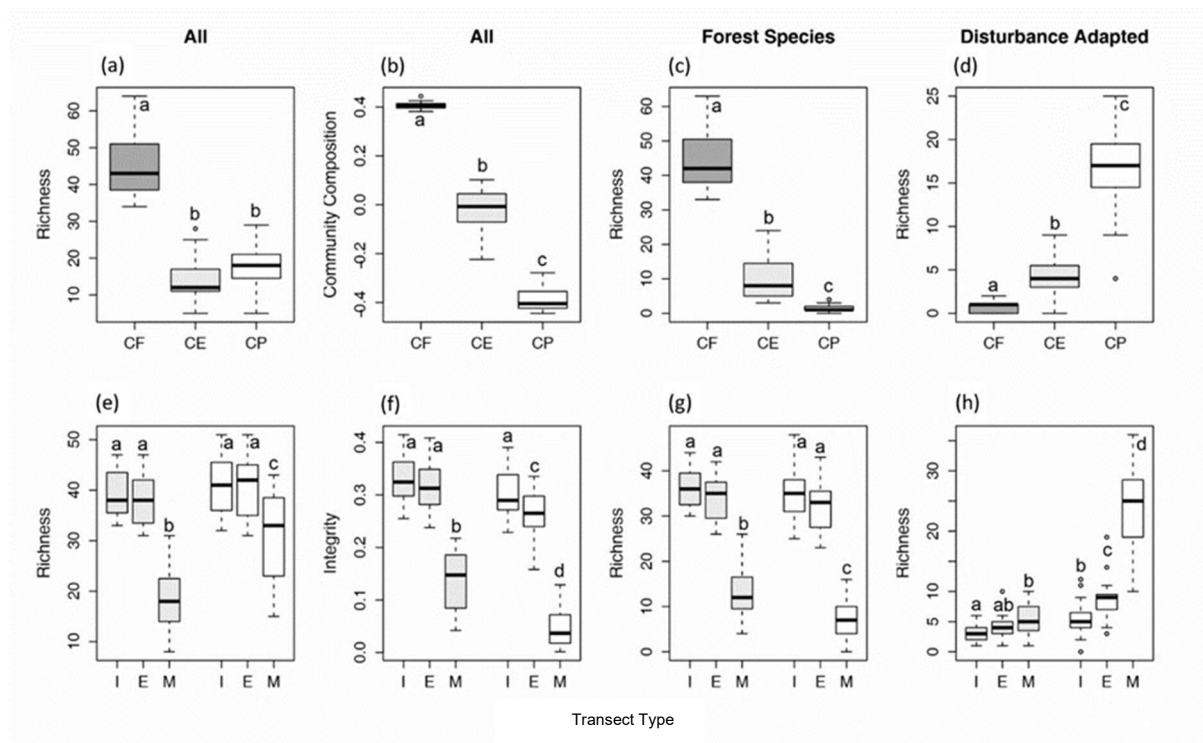 All All Forest Species Disturbance Adapted
(a) (b) (c) (d)
Richness
60
50
40
30
20
10
a b b
CF CE CP
Community Composition
0.4
0.2
0.0
-0.2
-0.4
a b c
CF CE CP
Richness
60
50
40
30
20
10
0
a b c
CF CE CP
Richness
25
20
15
10
5
0
a b c
CF CE CP
(e) (f) (g) (h)
Richness
50
40
30
20
10
a a b a a c
I E M I E M
Integrity
0.4
0.3
0.2
0.1
0.0
a a b a c d
I E M I E M
Richness
40
30
20
10
0
a a b a a c
I E M I E M
Richness
30
20
10
5
0
a ab b b c d
I E M I E M
Transect Type